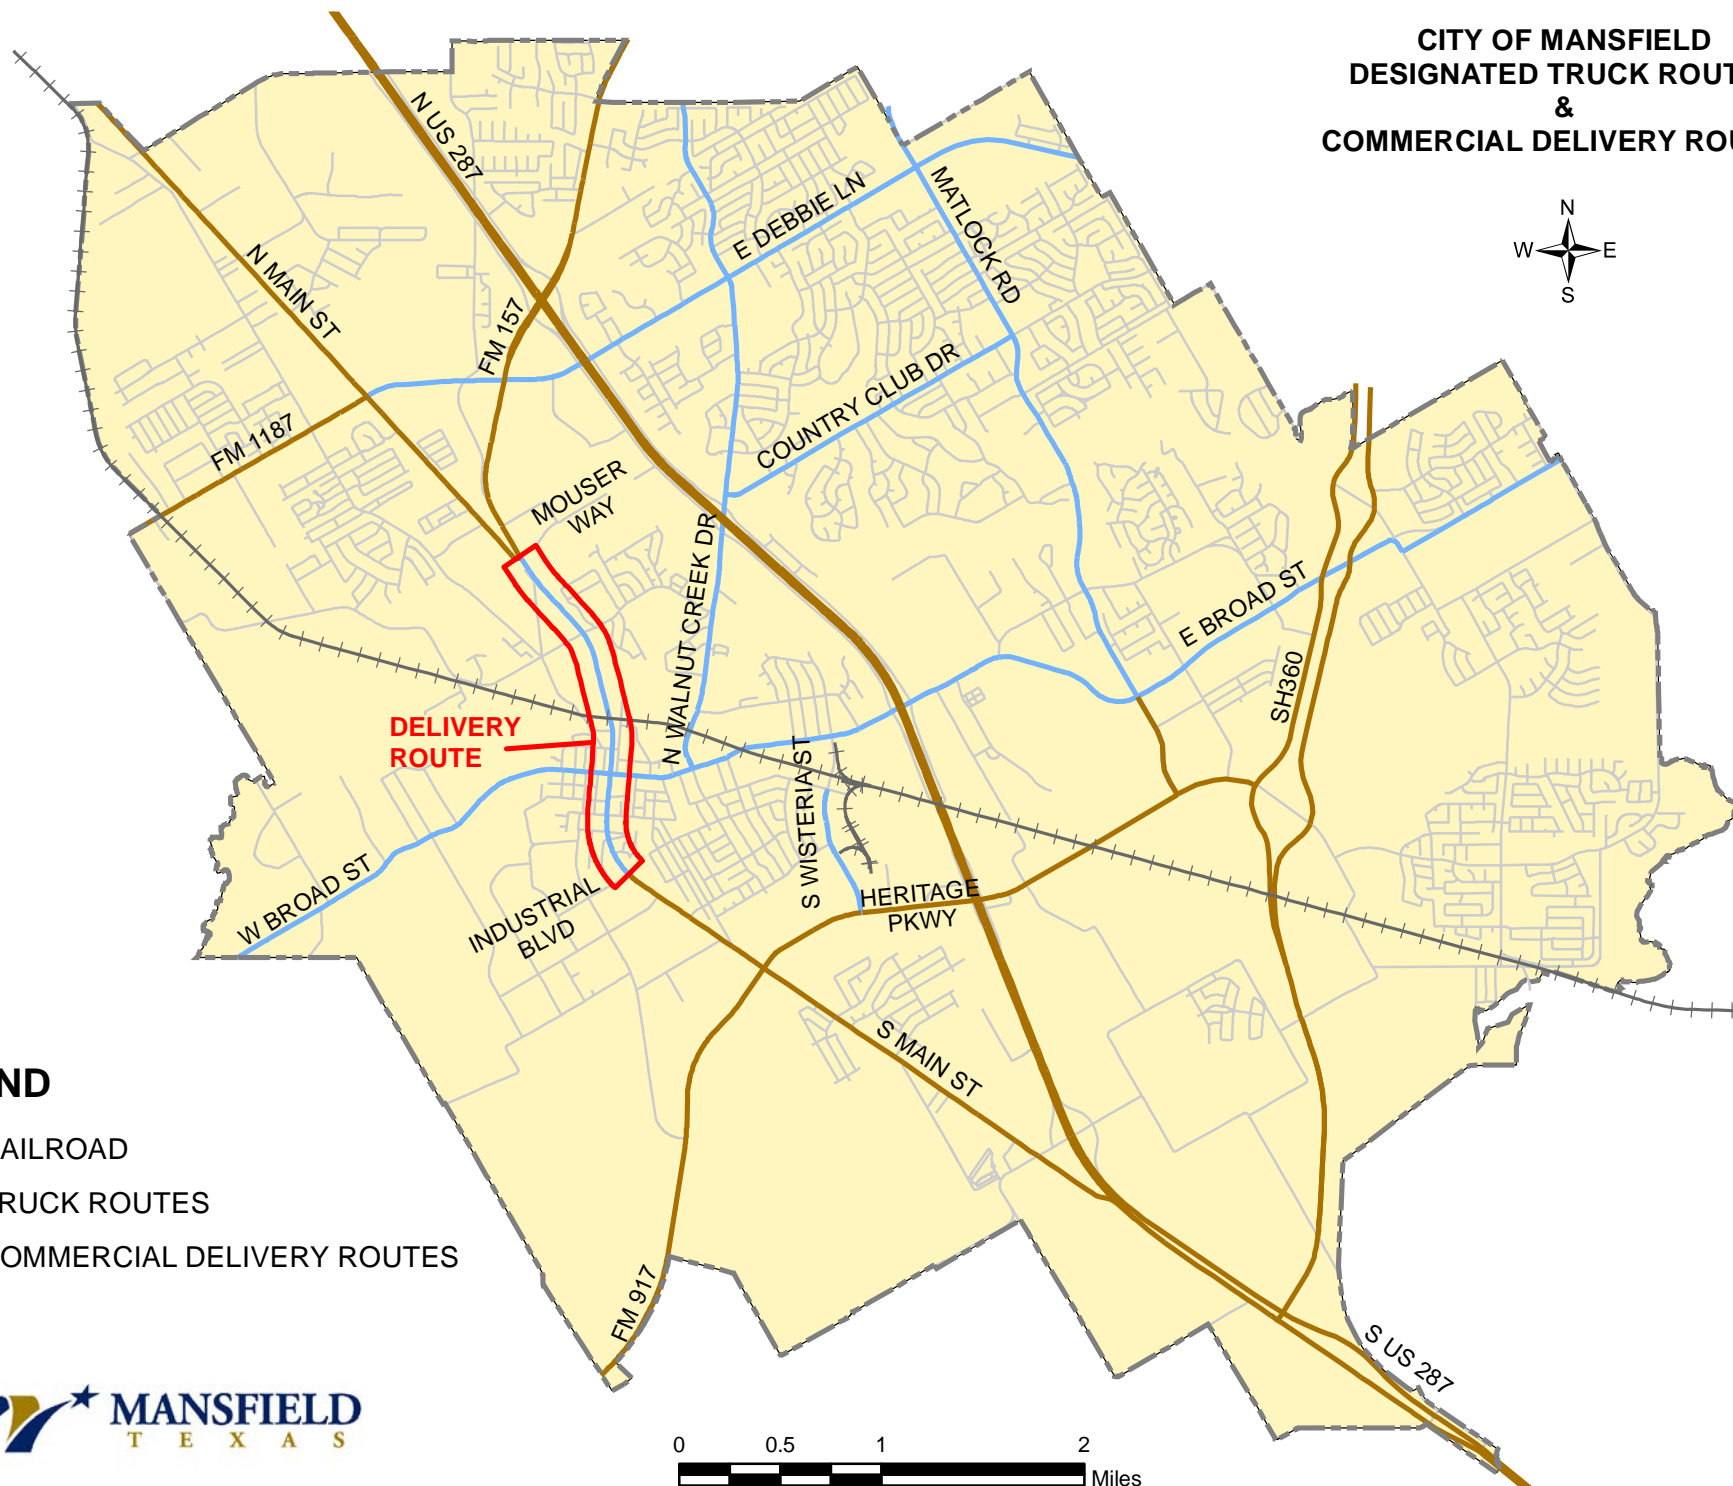 CITY OF MANSFIELD
DESIGNATED TRUCK ROUT
&
COMMERCIAL DELIVERY ROU
N
W E
S
N US 287
E DEBBIE LN
MATLOCK RD
N MAIN ST
FM 157
COUNTRY CLUB DR
FM 1187
MOUSER
WAY
N WALNUT CREEK DR
E BROAD ST
SH360
DELIVERY
ROUTE
S WISTERIA ST
W BROAD ST
INDUSTRIAL
BLVD
HERITAGE
PKWY
S MAIN ST
FM 917
S US 287
ND
AILROAD
RUCK ROUTES
OMMERCIAL DELIVERY ROUTES
MANSFIELD
TEXAS
0 0.5 1 2
Miles